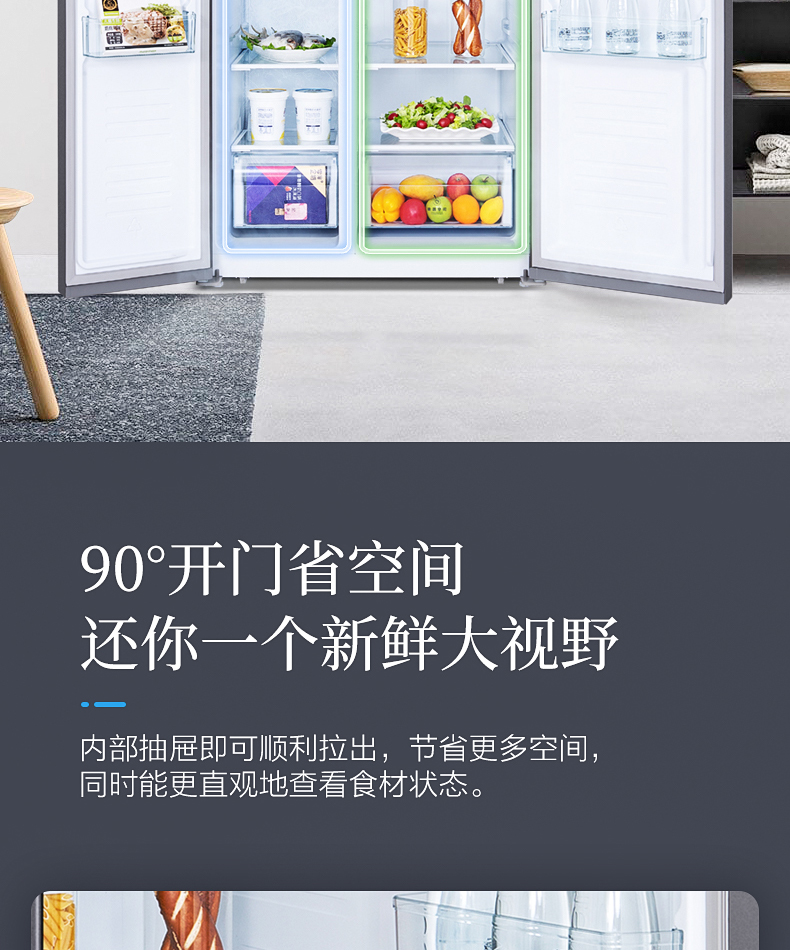 90°开门省空间
还你一个新鲜大视野
内部抽屉即可顺利拉出，节省更多空间，
同时能更直观地查看食材状态。